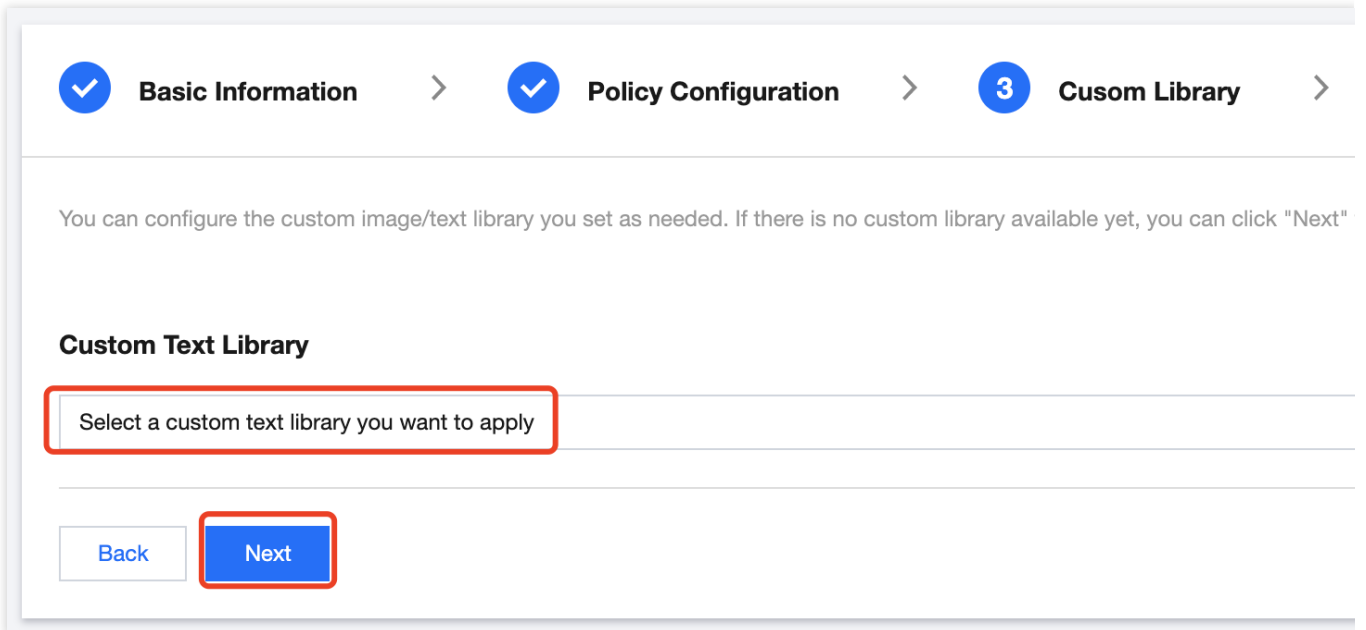 Basic Information > Policy Configuration > 3 Cusom Library >
You can configure the custom image/text library you set as needed. If there is no custom library available yet, you can click "Next"
Custom Text Library
Select a custom text library you want to apply
Back Next